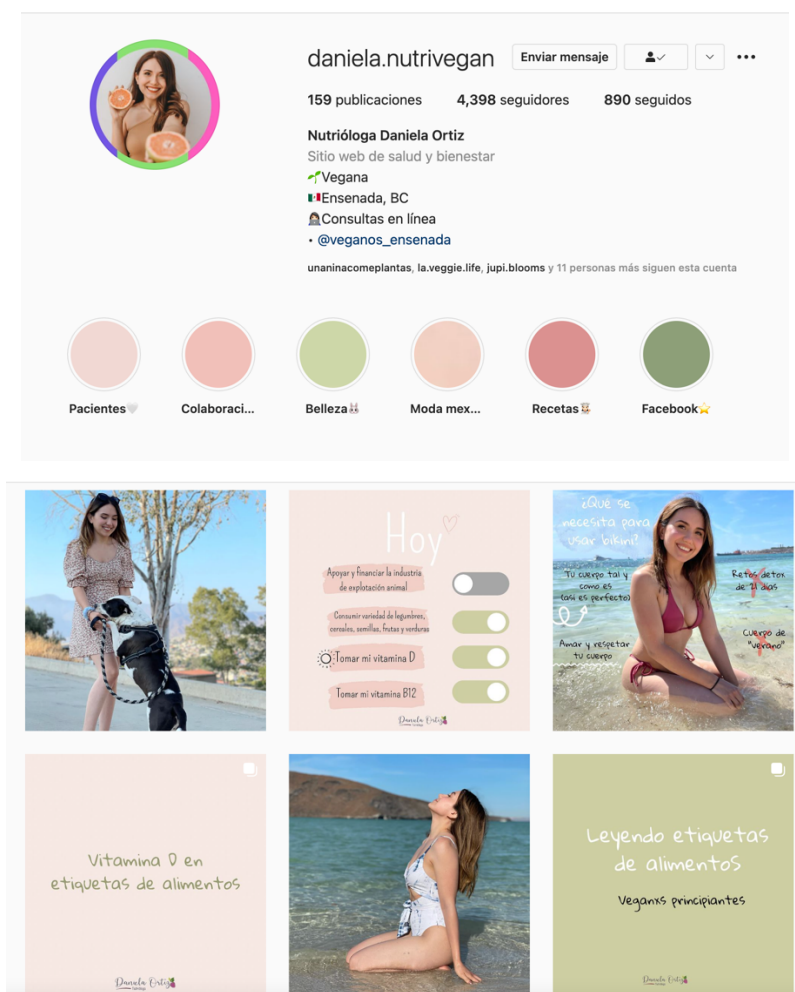 daniela.nutrivegan Enviar mensaje
159 publicaciones 4,398 seguidores 890 seguidos
Nutrióloga Daniela Ortiz
Sitio web de salud y bienestar
🌱Vegana
🇲🇽Ensenada, BC
👩🏻‍💻Consultas en línea
• @veganos_ensenada
unaninacomeplantas, la.veggie.life, jupi.blooms y 11 personas más siguen esta cuenta
Pacientes🤍 Colaboraci... Belleza🐰 Moda mex... Recetas🐮 Facebook⭐
Hoy
Apoyar y financiar la industria
de explotación animal
Consumir variedad de legumbres,
cereales, semillas, frutas y verduras
Tomar mi vitamina D
Tomar mi vitamina B12
Daniela Ortiz
¿Qué se
necesita para
usar bikini?
Tu cuerpo tal y
como es
(así es perfecto)
Amar y respetar
tu cuerpo
Retos detox
de 21 días
Cuerpo de
"verano"
Vitamina D en
etiquetas de alimentos
Daniela Ortiz
Leyendo etiquetas
de alimentos
Veganxs principiantes
Daniela Ortiz